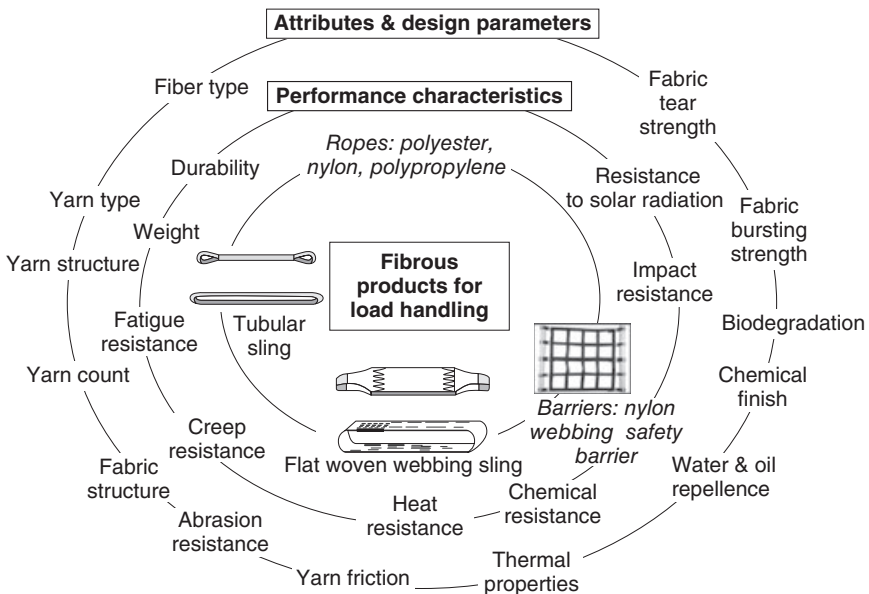 Attributes & design parameters
Fiber type
Performance characteristics
Fabric
tear
strength
Ropes: polyester,
nylon, polypropylene
Durability
Resistance
to solar radiation
Yarn type
Weight
Fabric
bursting
strength
Yarn structure
Fibrous
products for
load handling
Impact
resistance
Fatigue
resistance
Tubular
sling
Biodegradation
Yarn count
Chemical
finish
Barriers: nylon
webbing safety
barrier
Creep
resistance
Flat woven webbing sling
Fabric
structure
Water & oil
repellence
Heat
resistance
Chemical
resistance
Abrasion
resistance
Yarn friction
Thermal
properties